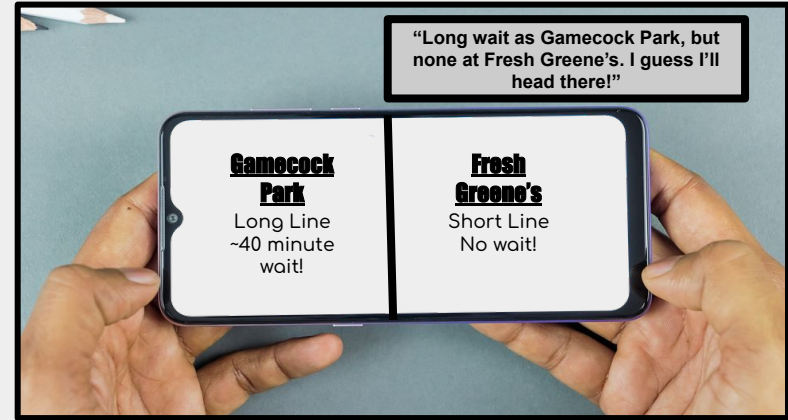 “Long wait as Gamecock Park, but
none at Fresh Greene’s. I guess I’ll
head there!”
Gamecock
Park
Long Line
~40 minute
wait!
Fresh
Greene’s
Short Line
No wait!